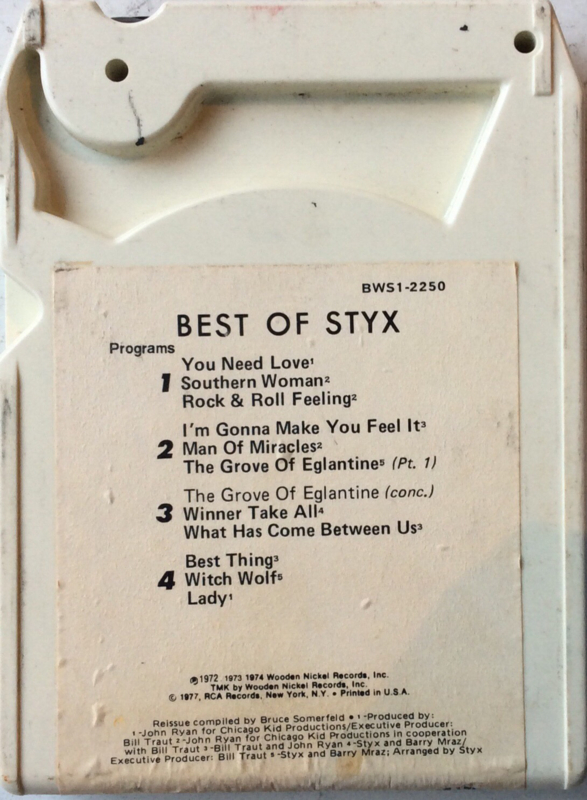 BWS1-2250
BEST OF STYX
Programs
You Need Love¹
1 Southern Woman²
Rock & Roll Feeling²
I'm Gonna Make You Feel It³
2 Man Of Miracles²
The Grove Of Eglantine⁵ (Pt. 1)
The Grove Of Eglantine (conc.)
3 Winner Take All⁴
What Has Come Between Us³
Best Thing³
4 Witch Wolf⁵
Lady¹
℗ 1972 1973 1974 Wooden Nickel Records, Inc.
TMK by Wooden Nickel Records, Inc.
© 1977, RCA Records, New York, N.Y. • Printed in U.S.A.
Reissue compiled by Bruce Somerfeld • ¹-Produced by:
¹-John Ryan for Chicago Kid Productions/Executive Producer:
Bill Traut ²-John Ryan for Chicago Kid Productions in cooperation
with Bill Traut ³-Bill Traut and John Ryan ⁴-Styx and Barry Mraz/
Executive Producer: Bill Traut ⁵-Styx and Barry Mraz; Arranged by Styx